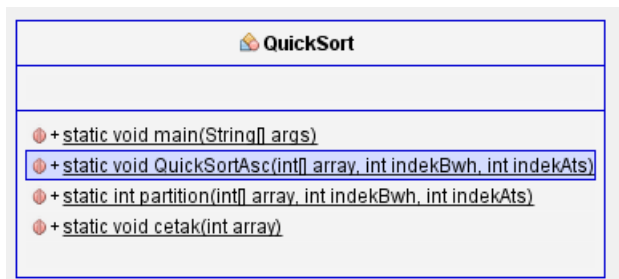 QuickSort
+ static void main(String[] args)
+ static void QuickSortAsc(int[] array, int indekBwh, int indekAts)
+ static int partition(int[] array, int indekBwh, int indekAts)
+ static void cetak(int array)